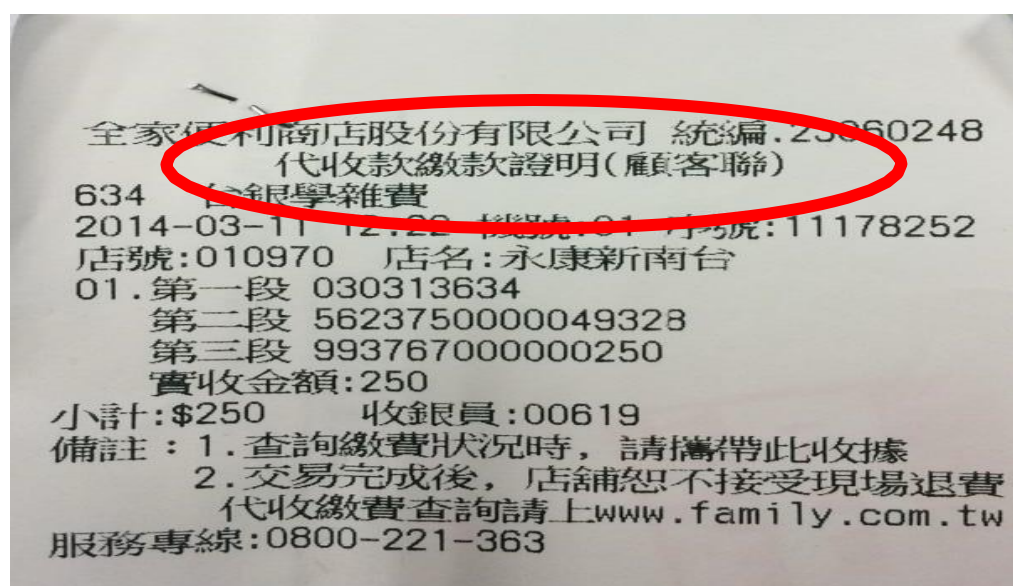 全家便利商店股份有限公司 統編.23060248
代收款繳款證明(顧客聯)
634 台銀學雜費
2014-03-11 12:22 機號:01 序號:11178252
店號:010970 店名:永康新南台
01.第一段 030313634
第二段 5623750000049328
第三段 993767000000250
實收金額:250
小計:$250 收銀員:00619
備註：1.查詢繳費狀況時，請攜帶此收據
2.交易完成後，店舖恕不接受現場退費
代收繳費查詢請上www.family.com.tw
服務專線:0800-221-363